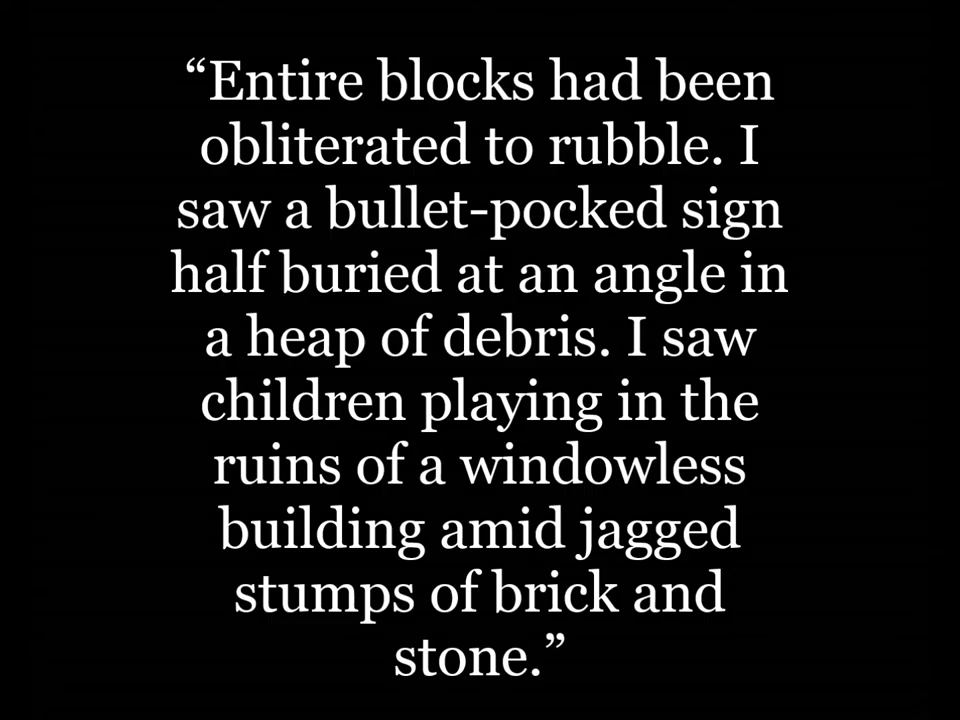 “Entire blocks had been
obliterated to rubble. I
saw a bullet-pocked sign
half buried at an angle in
a heap of debris. I saw
children playing in the
ruins of a windowless
building amid jagged
stumps of brick and
stone.”